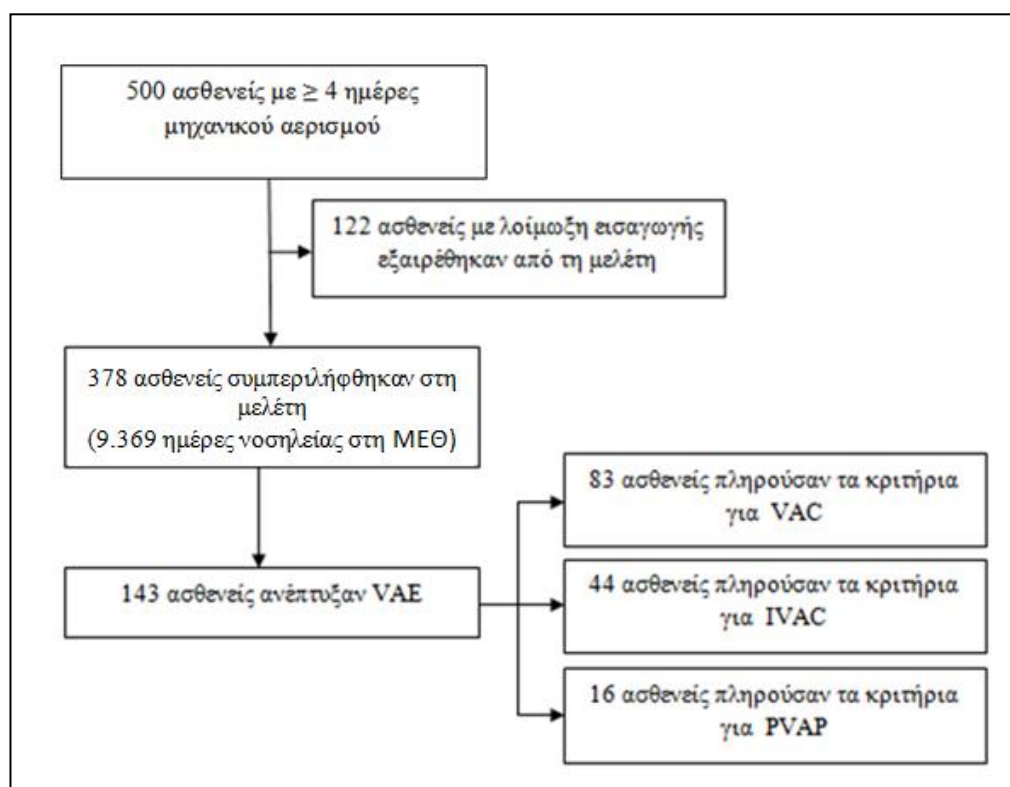 500 ασθενείς με ≥ 4 ημέρες
μηχανικού αερισμού
122 ασθενείς με λοίμωξη εισαγωγής
εξαιρέθηκαν από τη μελέτη
378 ασθενείς συμπεριλήφθηκαν στη
μελέτη
(9.369 ημέρες νοσηλείας στη ΜΕΘ)
143 ασθενείς ανέπτυξαν VAE
83 ασθενείς πληρούσαν τα κριτήρια
για VAC
44 ασθενείς πληρούσαν τα κριτήρια
για IVAC
16 ασθενείς πληρούσαν τα κριτήρια
για PVAP